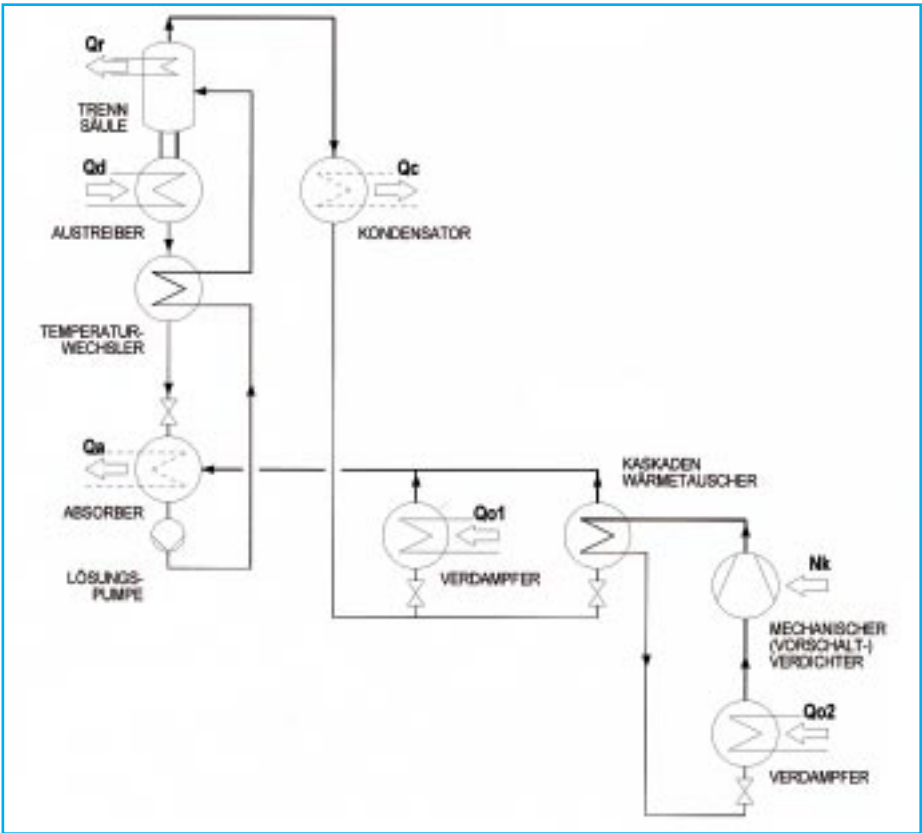 Qr
TRENN
SÄULE
Qd
AUSTREIBER
Qc
KONDENSATOR
TEMPERATUR-
WECHSLER
Qa
ABSORBER
LÖSUNGS-
PUMPE
Qo1
VERDAMPFER
KASKADEN
WÄRMETAUSCHER
Nk
MECHANISCHER
(VORSCHALT-)
VERDICHTER
Qo2
VERDAMPFER